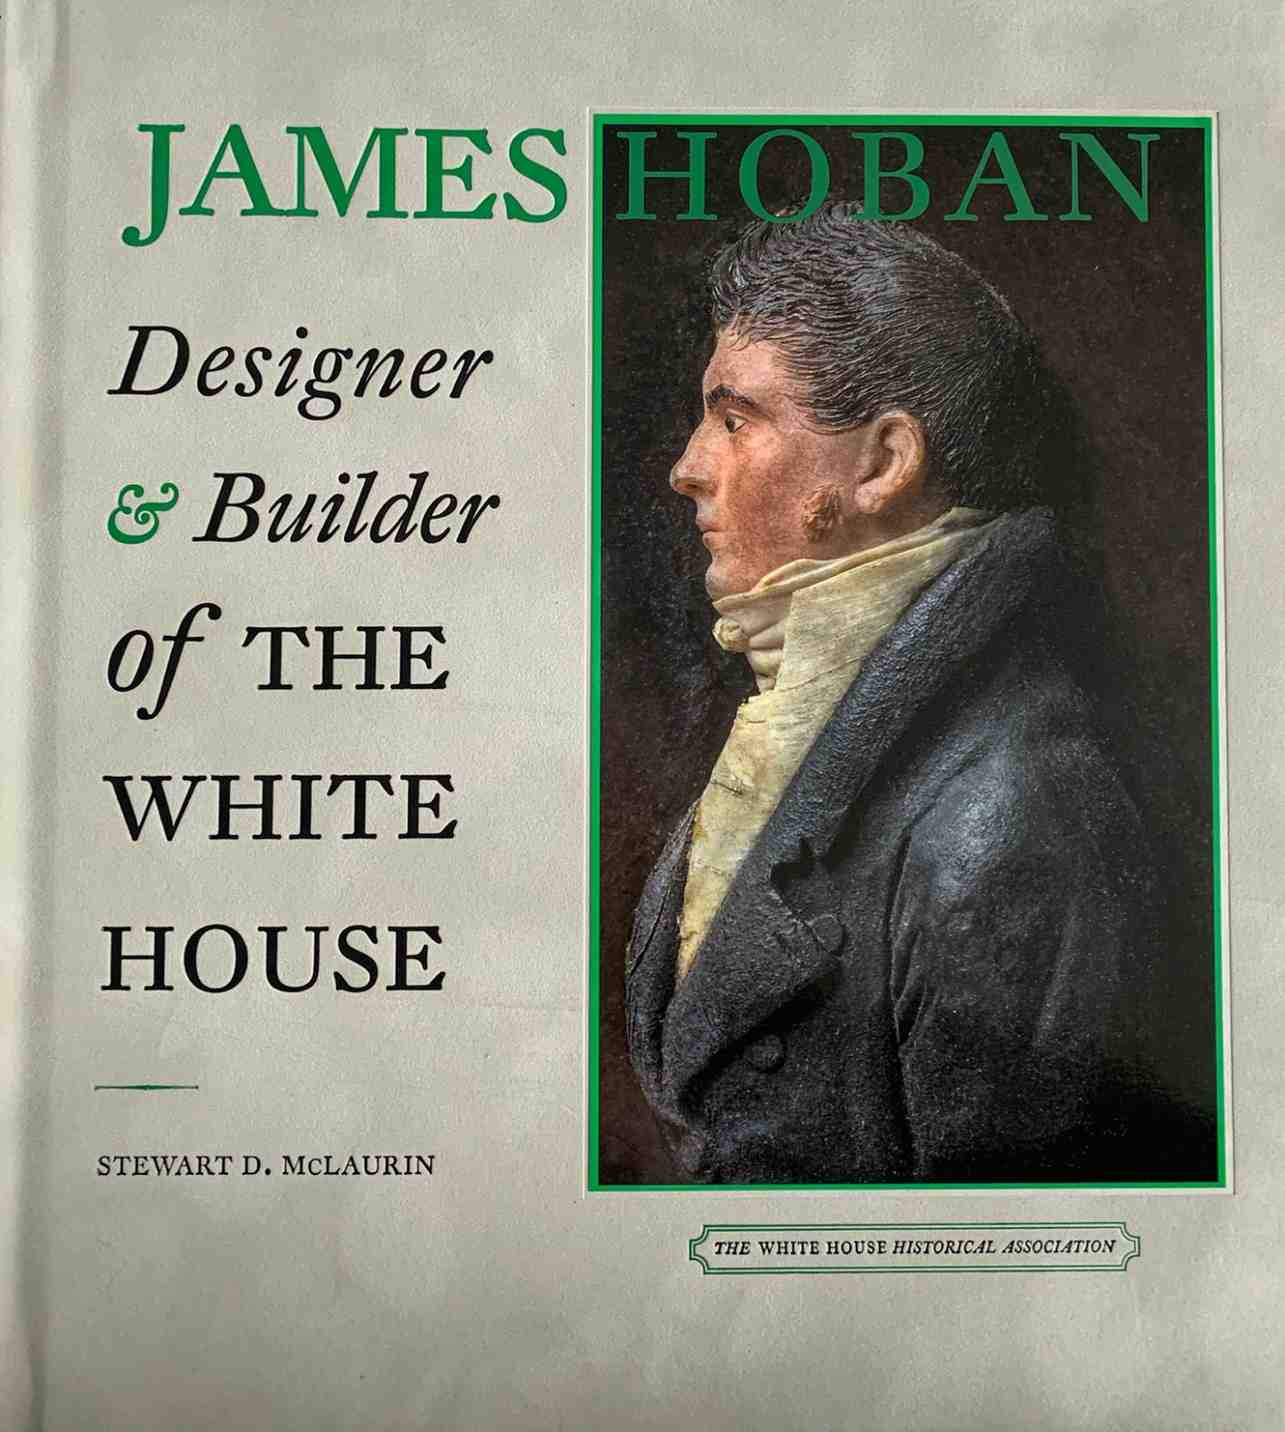 JAMES HOBAN
Designer
& Builder
of THE
WHITE
HOUSE
STEWART D. McLAURIN
THE WHITE HOUSE HISTORICAL ASSOCIATION